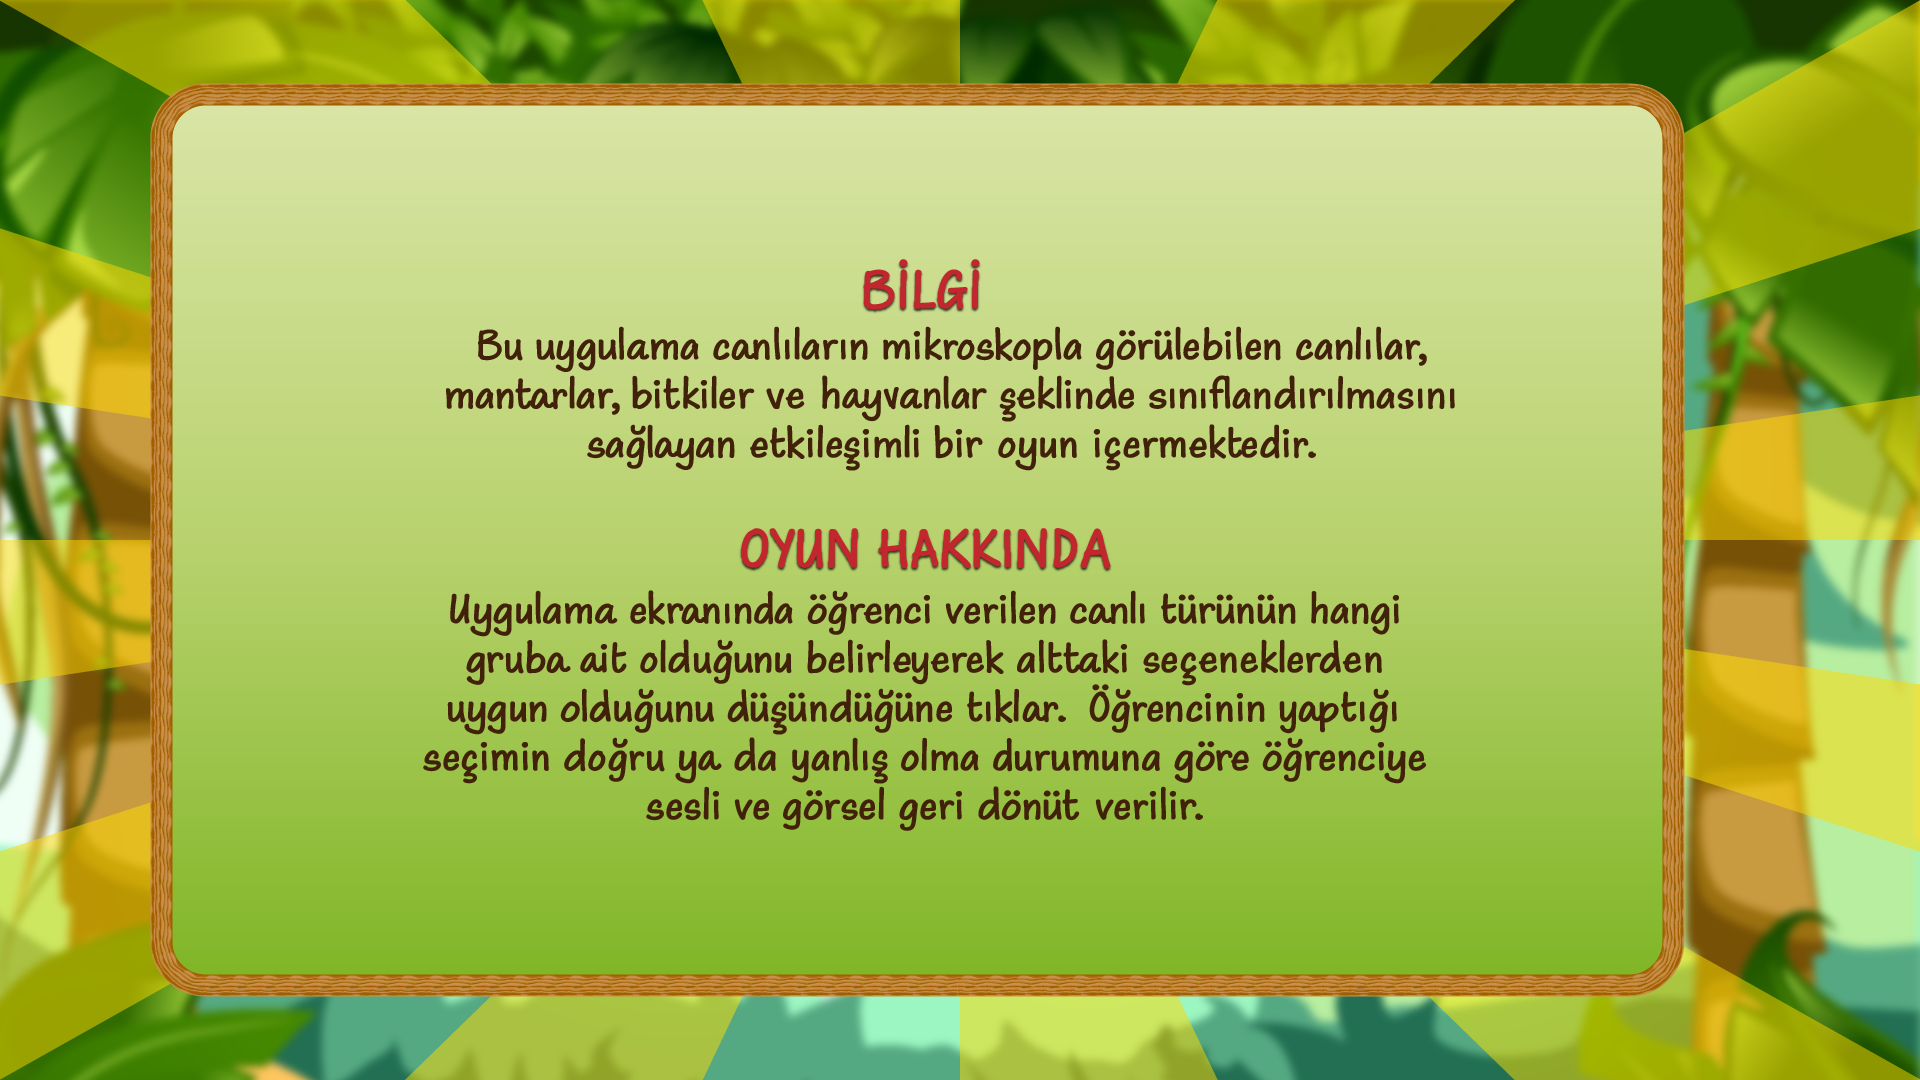 BİLGİ
Bu uygulama canlıların mikroskopla görülebilen canlılar,
mantarlar, bitkiler ve hayvanlar şeklinde sınıflandırılmasını
sağlayan etkileşimli bir oyun içermektedir.
OYUN HAKKINDA
Uygulama ekranında öğrenci verilen canlı türünün hangi
gruba ait olduğunu belirleyerek alttaki seçeneklerden
uygun olduğunu düşündüğüne tıklar. Öğrencinin yaptığı
seçimin doğru ya da yanlış olma durumuna göre öğrenciye
sesli ve görsel geri dönüt verilir.